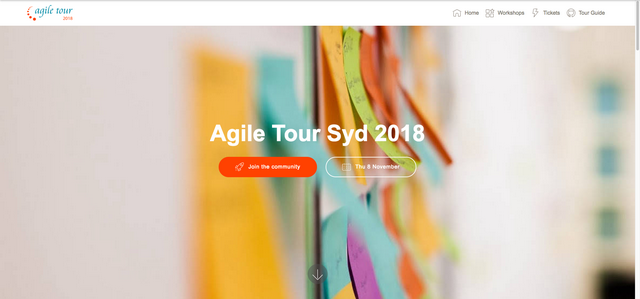 agile tour
2018
Home
Workshops
Tickets
Tour Guide
Agile Tour Syd 2018
Join the community
Thu 8 November